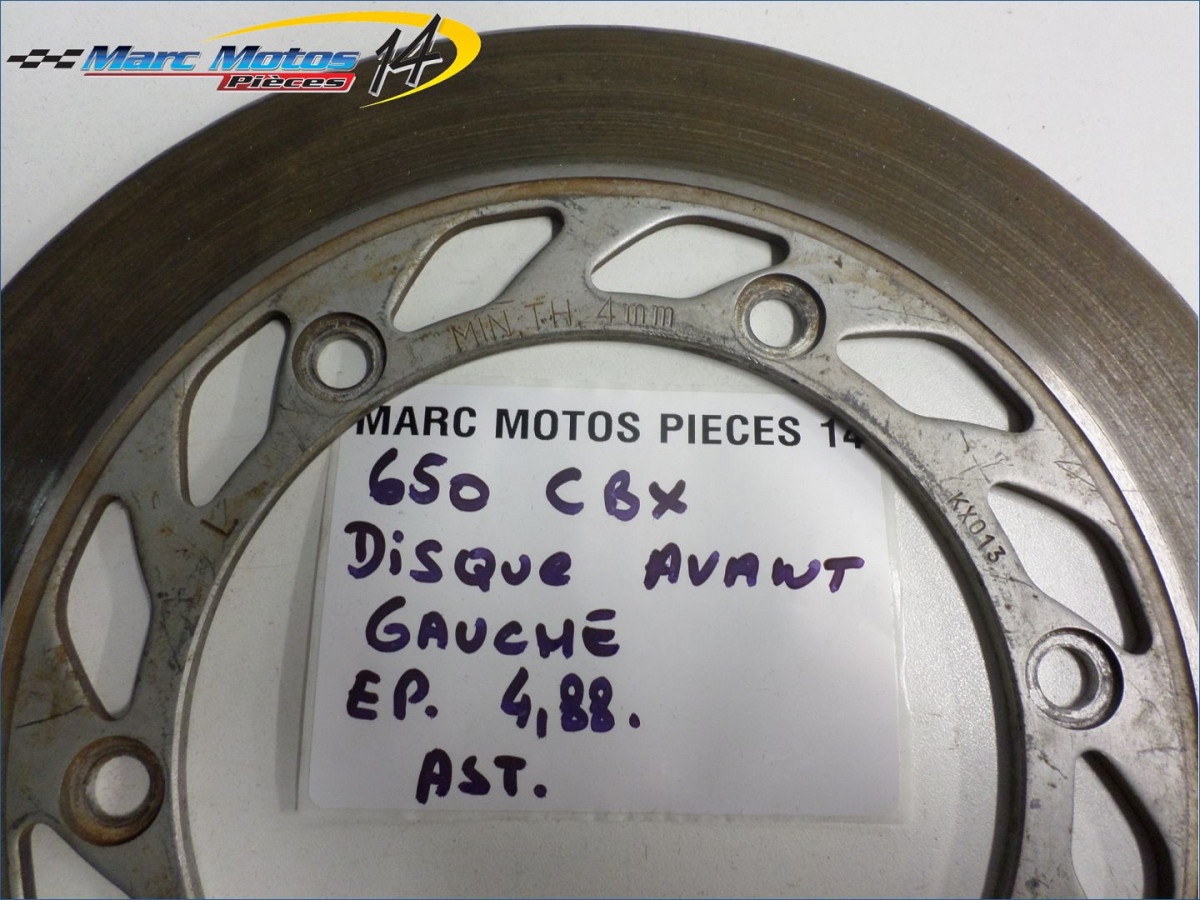 Marc Motos 14
Pièces
MIN.TH. 4mm
L
KX013
MARC MOTOS PIECES 14
650 CBX
DISQUE AVANT
GAUCHE
EP. 4,88.
AST.